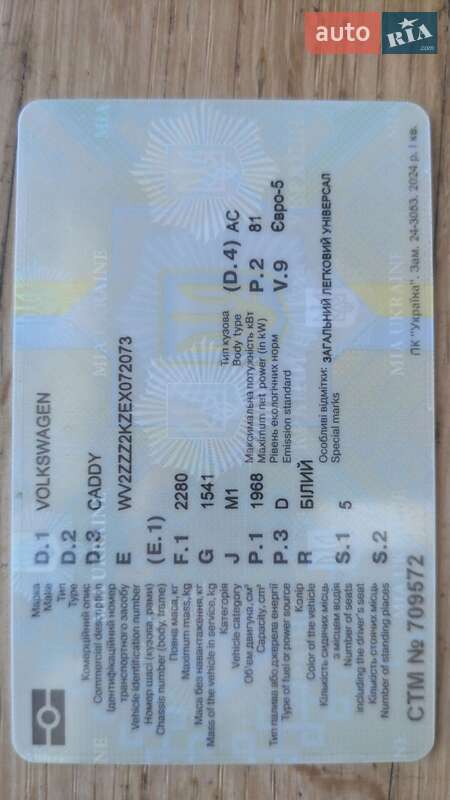 auto RIA .com
Марка
Make
D.1 VOLKSWAGEN
Тип
Type
D.2
Комерційний опис
Commercial description
D.3 CADDY
Ідентифікаційний номер
транспортного засобу
Vehicle identification number
E WV2ZZZ2KZEX072073
Номер шасі (кузова, рами)
Chassis number (body, frame)
(E.1)
Повна маса, кг
Maximum mass, kg
F.1 2280
Маса без навантаження, кг
Mass of the vehicle in service, kg
G 1541
Категорія
Vehicle category
J M1
Тип кузова
Body type
(D.4) AC
Об'єм двигуна, см³
Capacity, cm³
P.1 1968
Максимальна потужність, кВт
Maximum net power (in kW)
P.2 81
Тип палива або джерела енергії
Type of fuel or power source
P.3 D
Рівень екологічних норм
Emission standard
V.9 Євро-5
Колір
Color of the vehicle
R БІЛИЙ
Кількість сидячих місць
з місцем водія
Number of seats
including the driver's seat
S.1 5
Особливі відмітки: ЗАГАЛЬНИЙ ЛЕГКОВИЙ УНІВЕРСАЛ
Special marks
Кількість стоячих місць
Number of standing places
S.2
СТМ № 709572
ПК "Україна". Зам. 24-3053. 2024 р. I кв.